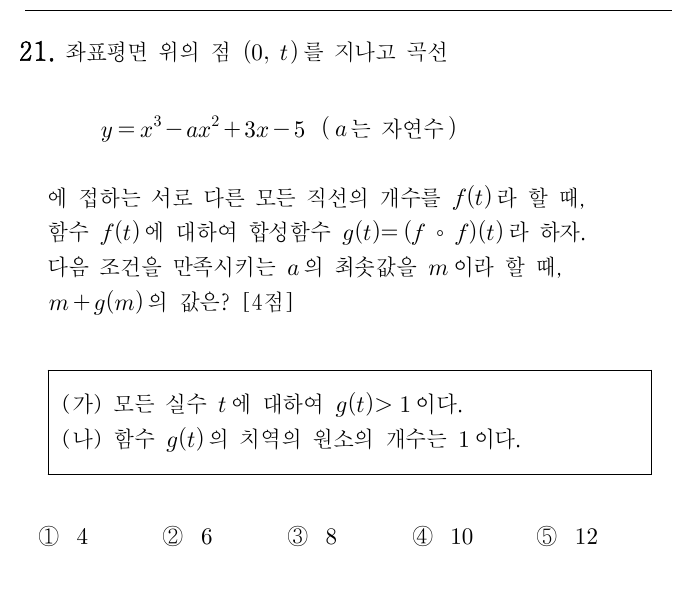 21. 좌표평면 위의 점 (0, t)를 지나고 곡선
y=x³-ax²+3x-5 (a는 자연수)
에 접하는 서로 다른 모든 직선의 개수를 f(t)라 할 때,
함수 f(t)에 대하여 합성함수 g(t)=(f ∘ f)(t)라 하자.
다음 조건을 만족시키는 a의 최솟값을 m이라 할 때,
m+g(m)의 값은? [4점]
(가) 모든 실수 t에 대하여 g(t)>1이다.
(나) 함수 g(t)의 치역의 원소의 개수는 1이다.
① 4 ② 6 ③ 8 ④ 10 ⑤ 12